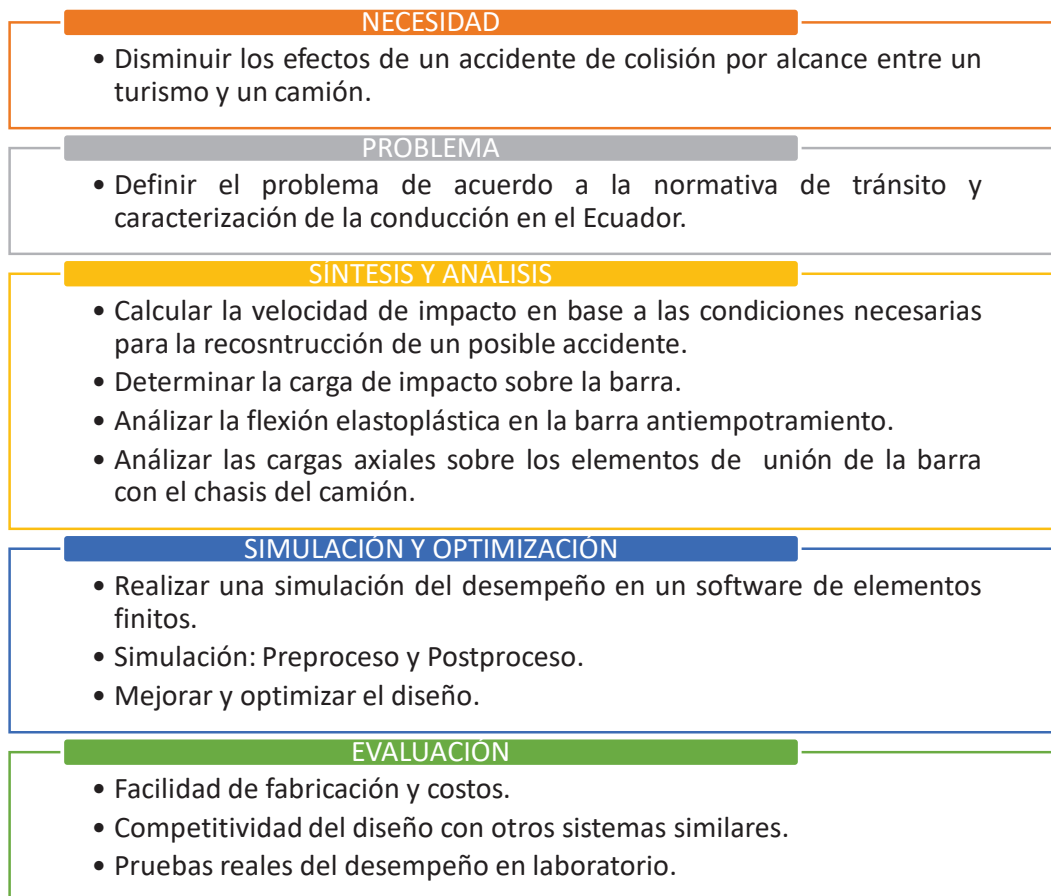 NECESIDAD
• Disminuir los efectos de un accidente de colisión por alcance entre un
turismo y un camión.
PROBLEMA
• Definir el problema de acuerdo a la normativa de tránsito y
caracterización de la conducción en el Ecuador.
SÍNTESIS Y ANÁLISIS
• Calcular la velocidad de impacto en base a las condiciones necesarias
para la recosntrucción de un posible accidente.
• Determinar la carga de impacto sobre la barra.
• Análizar la flexión elastoplástica en la barra antiempotramiento.
• Análizar las cargas axiales sobre los elementos de unión de la barra
con el chasis del camión.
SIMULACIÓN Y OPTIMIZACIÓN
• Realizar una simulación del desempeño en un software de elementos
finitos.
• Simulación: Preproceso y Postproceso.
• Mejorar y optimizar el diseño.
EVALUACIÓN
• Facilidad de fabricación y costos.
• Competitividad del diseño con otros sistemas similares.
• Pruebas reales del desempeño en laboratorio.